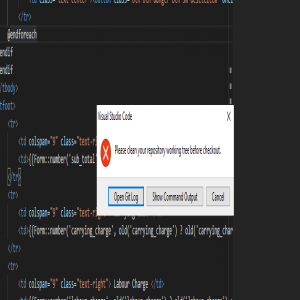 </tr>
@endforeach
endif
endif
</tbody>
tfoot>
<tr>
<td colspan="9" class="text-
<td>{{Form::number('sub_total'
</tr>
<tr>
<td colspan="9" class="text-right">
<td>{{Form::number('carrying_charge', old('carrying_charge') ? old('carrying_char
</tr>
<tr>
<td colspan="9" class="text-right"> Labour Charge </td>
Visual Studio Code
Please clean your repository working tree before checkout.
Open Git Log
Show Command Output
Cancel